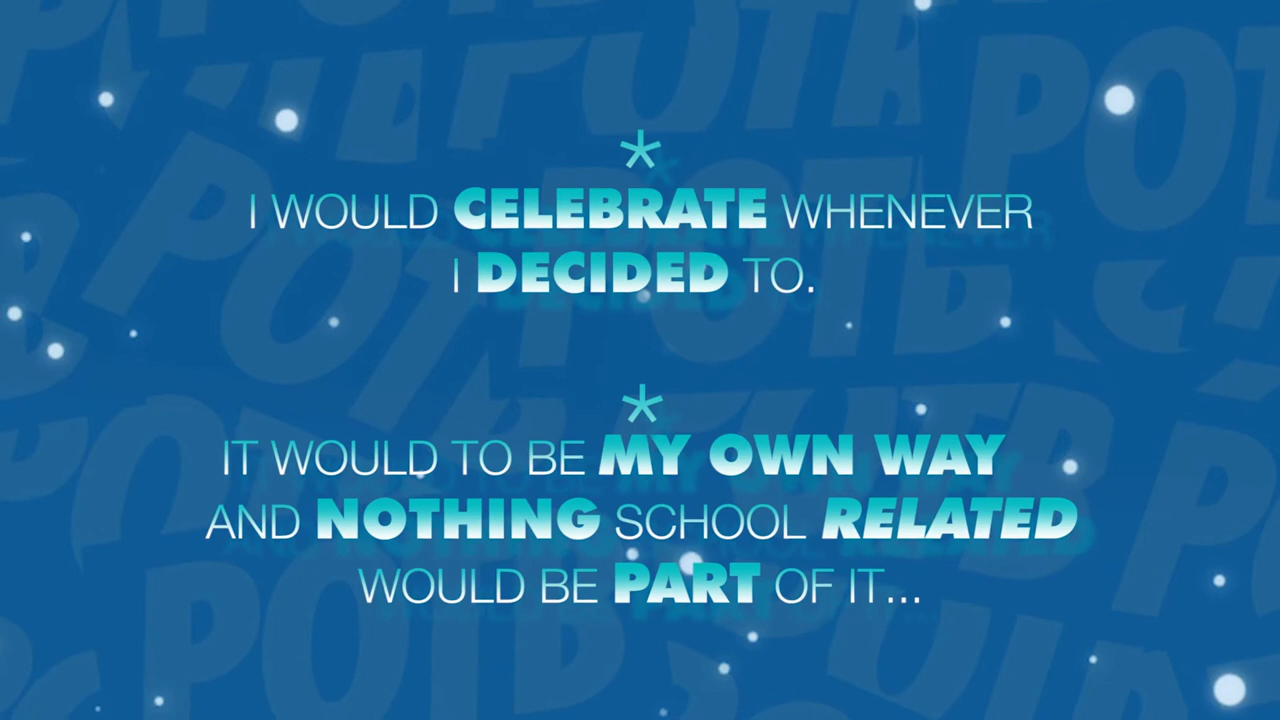 *
I WOULD CELEBRATE WHENEVER
I DECIDED TO.
*
IT WOULD TO BE MY OWN WAY
AND NOTHING SCHOOL RELATED
WOULD BE PART OF IT...